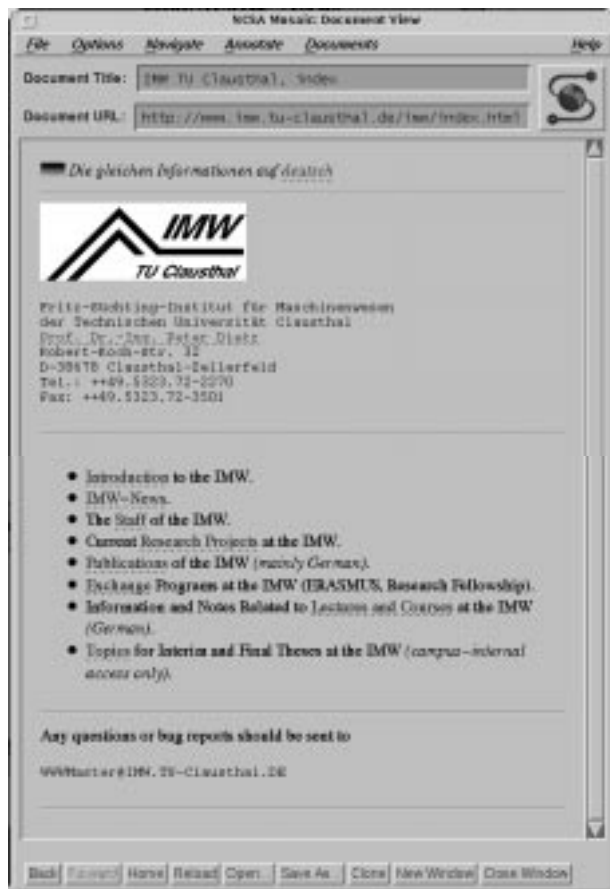 NCSA Mosaic: Document View
File Options Navigate Annotate Documents Help
Document Title: IMW TU Clausthal, index
Document URL: http://www.imw.tu-clausthal.de/imw/index.html
Die gleichen Informationen auf deutsch
IMW
TU Clausthal
Fritz-Süchting-Institut für Maschinenwesen
der Technischen Universität Clausthal
Prof. Dr.-Ing. Peter Dietz
Robert-Koch-Str. 32
D-38678 Clausthal-Zellerfeld
Tel.: ++49.5323.72-2270
Fax: ++49.5323.72-3501
Introduction to the IMW.
IMW-News.
The Staff of the IMW.
Current Research Projects at the IMW.
Publications of the IMW (mainly German).
Exchange Programs at the IMW (ERASMUS, Research Fellowship).
Information and Notes Related to Lectures and Courses at the IMW
(German).
Topics for Interim and Final Theses at the IMW (campus-internal
access only).
Any questions or bug reports should be sent to
WWWMaster@IMW.TU-Clausthal.DE
Back Forward Home Reload Open... Save As... Clone New Window Close Window